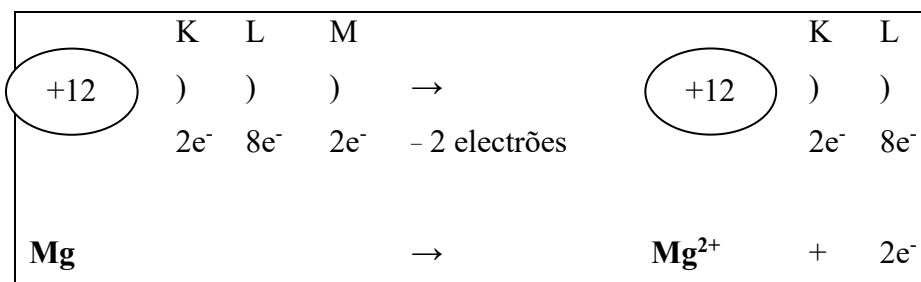 K L M K L
+12 ) ) ) → +12 ) )
2e⁻ 8e⁻ 2e⁻ – 2 electrões 2e⁻ 8e⁻
Mg → Mg²⁺ + 2e⁻